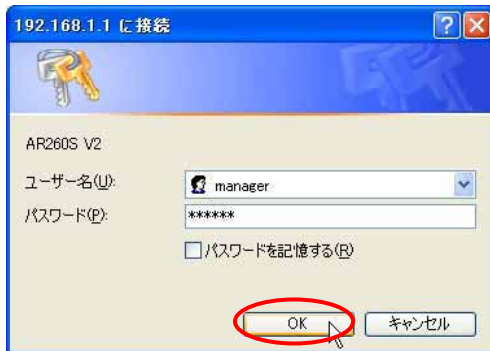 192.168.1.1 に接続
AR260S V2
ユーザー名(U):
manager
パスワード(P):
******
パスワードを記憶する(R)
OK
キャンセル